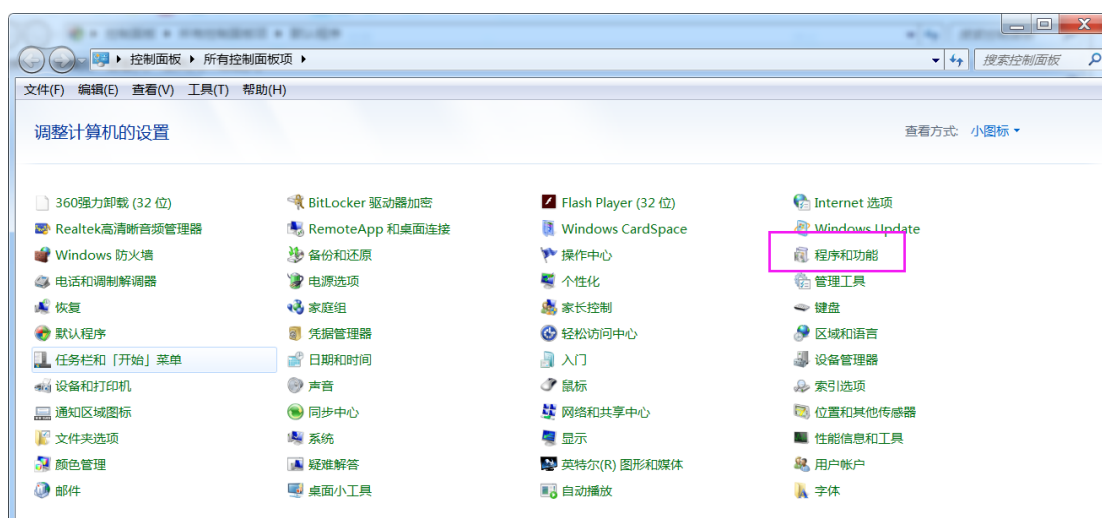 控制面板 ▸ 所有控制面板项 ▸
搜索控制面板
文件(F) 编辑(E) 查看(V) 工具(T) 帮助(H)
调整计算机的设置
查看方式: 小图标
360强力卸载 (32 位) BitLocker 驱动器加密 Flash Player (32 位) Internet 选项
Realtek高清晰音频管理器 RemoteApp 和桌面连接 Windows CardSpace Windows Update
Windows 防火墙 备份和还原 操作中心 程序和功能
电话和调制解调器 电源选项 个性化 管理工具
恢复 家庭组 家长控制 键盘
默认程序 凭据管理器 轻松访问中心 区域和语言
任务栏和「开始」菜单 日期和时间 入门 设备管理器
设备和打印机 声音 鼠标 索引选项
通知区域图标 同步中心 网络和共享中心 位置和其他传感器
文件夹选项 系统 显示 性能信息和工具
颜色管理 疑难解答 英特尔(R) 图形和媒体 用户帐户
邮件 桌面小工具 自动播放 字体